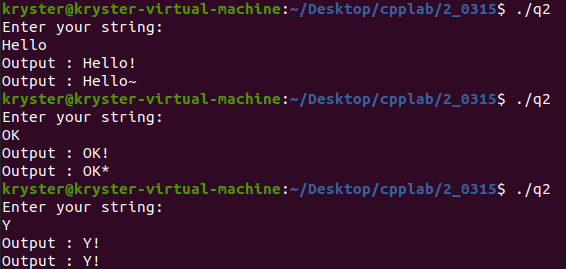 kryster@kryster-virtual-machine:~/Desktop/cpplab/2_0315$ ./q2
Enter your string:
Hello
Output : Hello!
Output : Hello~
kryster@kryster-virtual-machine:~/Desktop/cpplab/2_0315$ ./q2
Enter your string:
OK
Output : OK!
Output : OK*
kryster@kryster-virtual-machine:~/Desktop/cpplab/2_0315$ ./q2
Enter your string:
Y
Output : Y!
Output : Y!